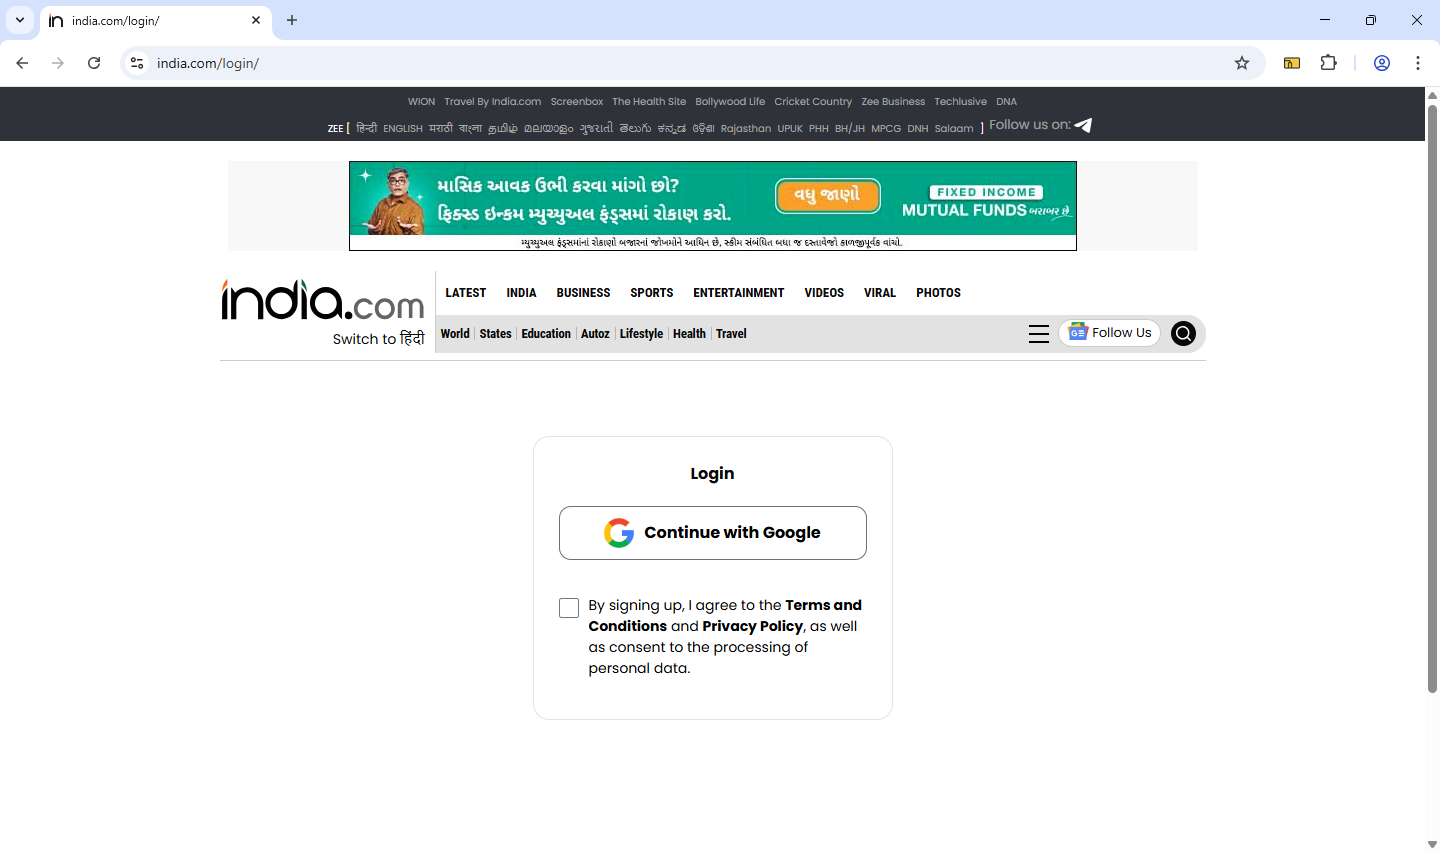 india.com/login/
india.com/login/
WION Travel By India.com Screenbox The Health Site Bollywood Life Cricket Country Zee Business Techlusive DNA
ZEE [ हिन्दी ENGLISH मराठी বাংলা தமிழ் മലയാളം ગુજરાતી తెలుగు ಕನ್ನಡ ଓଡ଼ିଶା Rajasthan UPUK PHH BH/JH MPCG DNH Salaam ] Follow us on:
માસિક આવક ઉભી કરવા માંગો છો?
ફિક્સ્ડ ઇન્કમ મ્યુચ્યુઅલ ફંડ્સમાં રોકાણ કરો.
વધુ જાણો
FIXED INCOME
MUTUAL FUNDS બરાબર છે
મ્યુચ્યુઅલ ફંડ્સમાંનાં રોકાણો બજારનાં જોખમોને આધિન છે, સ્કીમ સંબંધિત બધા જ દસ્તાવેજો કાળજીપૂર્વક વાંચો.
india.com
Switch to हिंदी
LATEST INDIA BUSINESS SPORTS ENTERTAINMENT VIDEOS VIRAL PHOTOS
World States Education Autoz Lifestyle Health Travel
GE Follow Us
Login
Continue with Google
By signing up, I agree to the Terms and
Conditions and Privacy Policy, as well
as consent to the processing of
personal data.